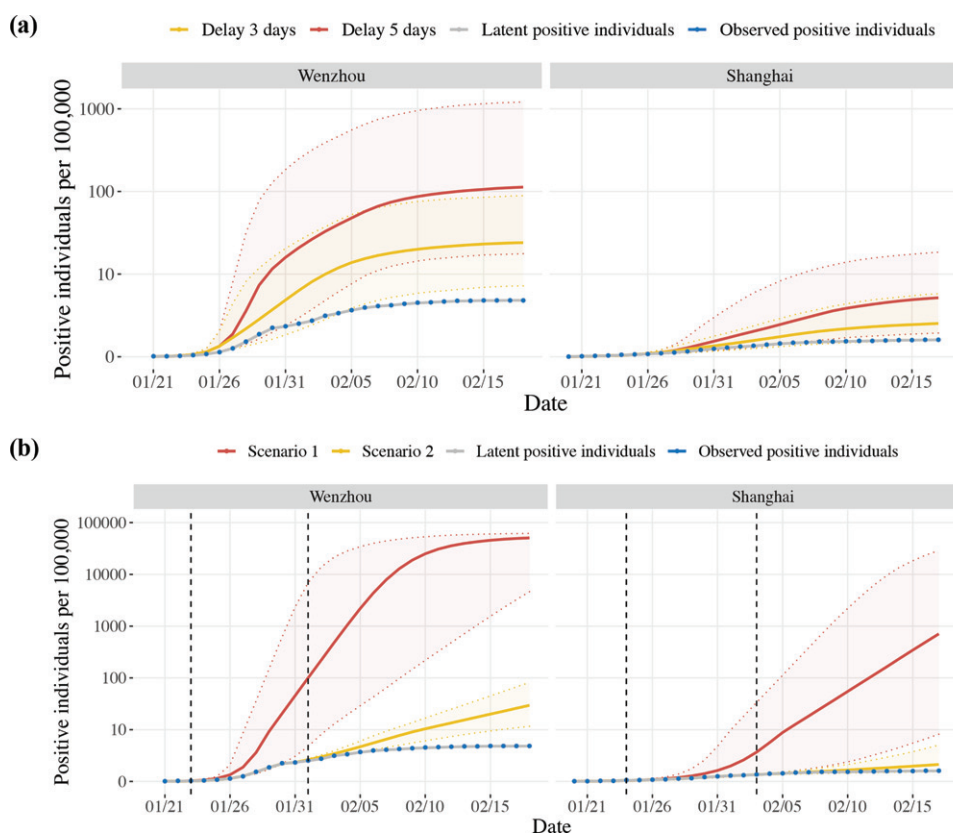 (a)
Delay 3 days Delay 5 days Latent positive individuals Observed positive individuals
Wenzhou Shanghai
Positive individuals per 100,000
1000
100
10
0
01/21 01/26 01/31 02/05 02/10 02/15 01/21 01/26 01/31 02/05 02/10 02/15
Date
(b)
Scenario 1 Scenario 2 Latent positive individuals Observed positive individuals
Wenzhou Shanghai
Positive individuals per 100,000
100000
10000
1000
100
10
0
01/21 01/26 01/31 02/05 02/10 02/15 01/21 01/26 01/31 02/05 02/10 02/15
Date